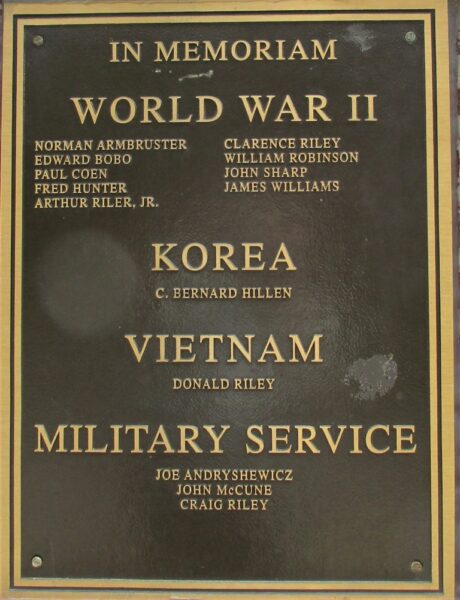 IN MEMORIAM
WORLD WAR II
NORMAN ARMBRUSTER
EDWARD BOBO
PAUL COEN
FRED HUNTER
ARTHUR RILER, JR.
CLARENCE RILEY
WILLIAM ROBINSON
JOHN SHARP
JAMES WILLIAMS
KOREA
C. BERNARD HILLEN
VIETNAM
DONALD RILEY
MILITARY SERVICE
JOE ANDRYSHEWICZ
JOHN McCUNE
CRAIG RILEY